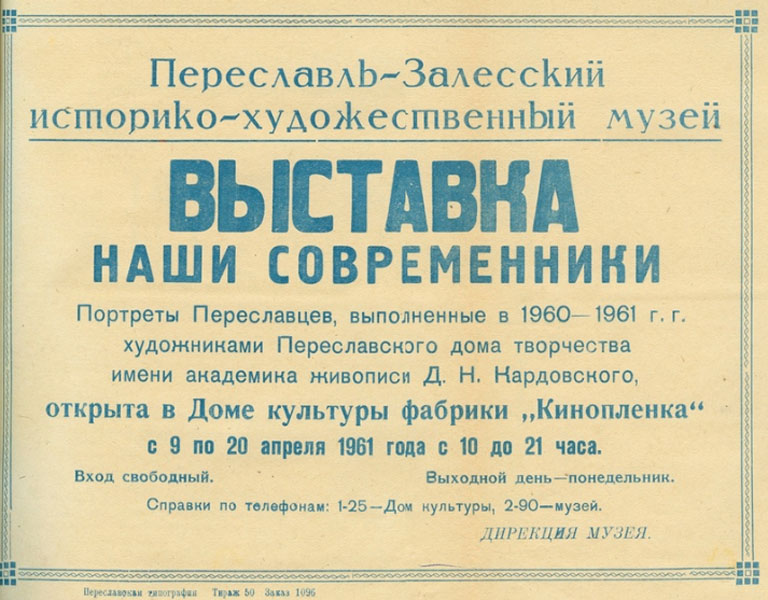 Переславль-Залесский
историко-художественный музей
ВЫСТАВКА
НАШИ СОВРЕМЕННИКИ
Портреты Переславцев, выполненные в 1960—1961 г. г.
художниками Переславского дома творчества
имени академика живописи Д. Н. Кардовского,
открыта в Доме культуры фабрики „Кинопленка“
с 9 по 20 апреля 1961 года с 10 до 21 часа.
Вход свободный. Выходной день—понедельник.
Справки по телефонам: 1-25—Дом культуры, 2-90—музей.
ДИРЕКЦИЯ МУЗЕЯ.
Переславская типография Тираж 50 Заказ 1096